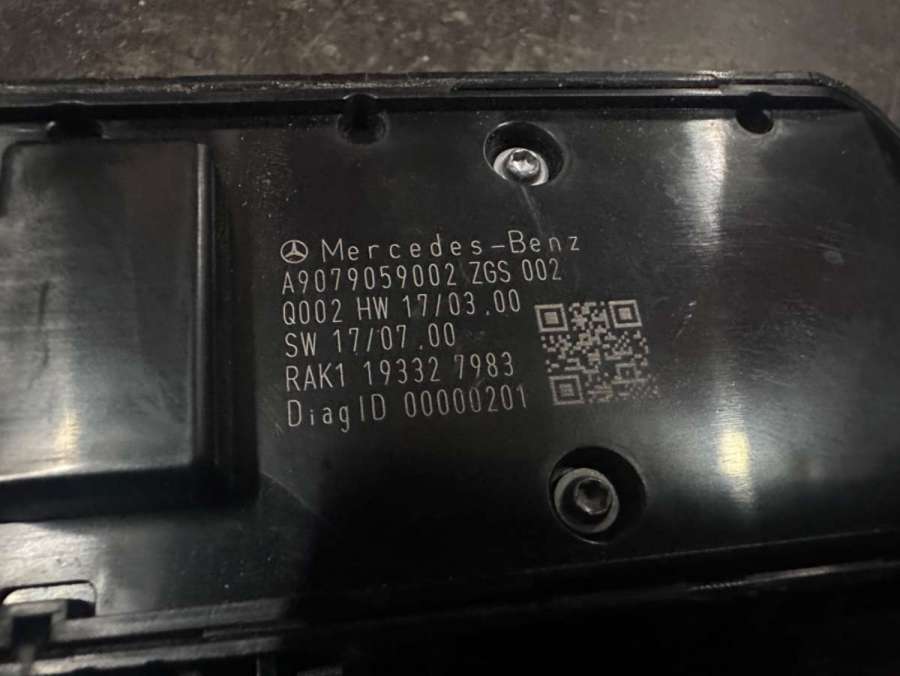 Mercedes-Benz
A9079059002 ZGS 002
Q002 HW 17/03.00
SW 17/07.00
RAK1 19332 7983
DiagID 00000201